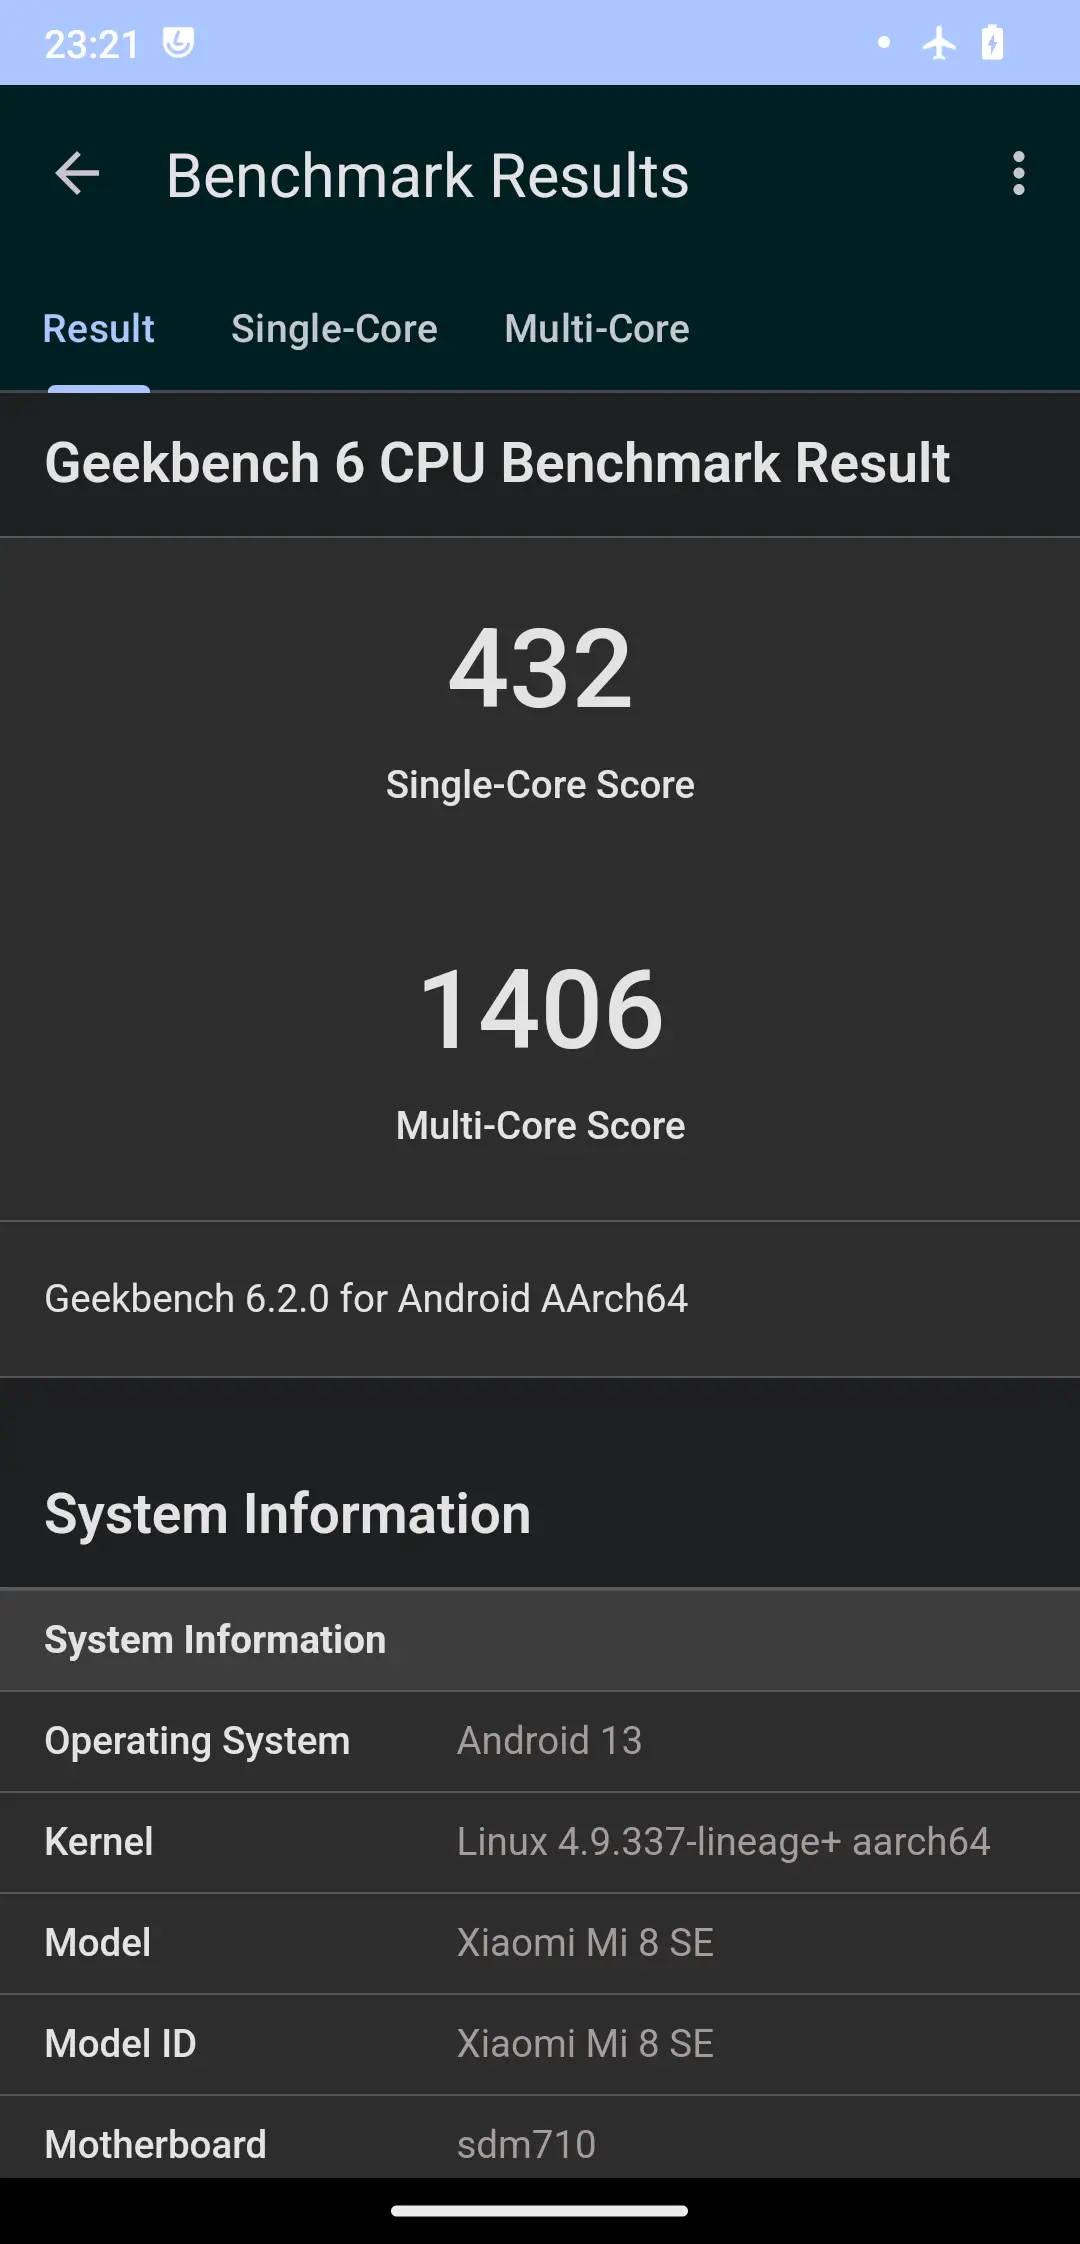 23:21
Benchmark Results
Result Single-Core Multi-Core
Geekbench 6 CPU Benchmark Result
432
Single-Core Score
1406
Multi-Core Score
Geekbench 6.2.0 for Android AArch64
System Information
System Information
Operating System Android 13
Kernel Linux 4.9.337-lineage+ aarch64
Model Xiaomi Mi 8 SE
Model ID Xiaomi Mi 8 SE
Motherboard sdm710